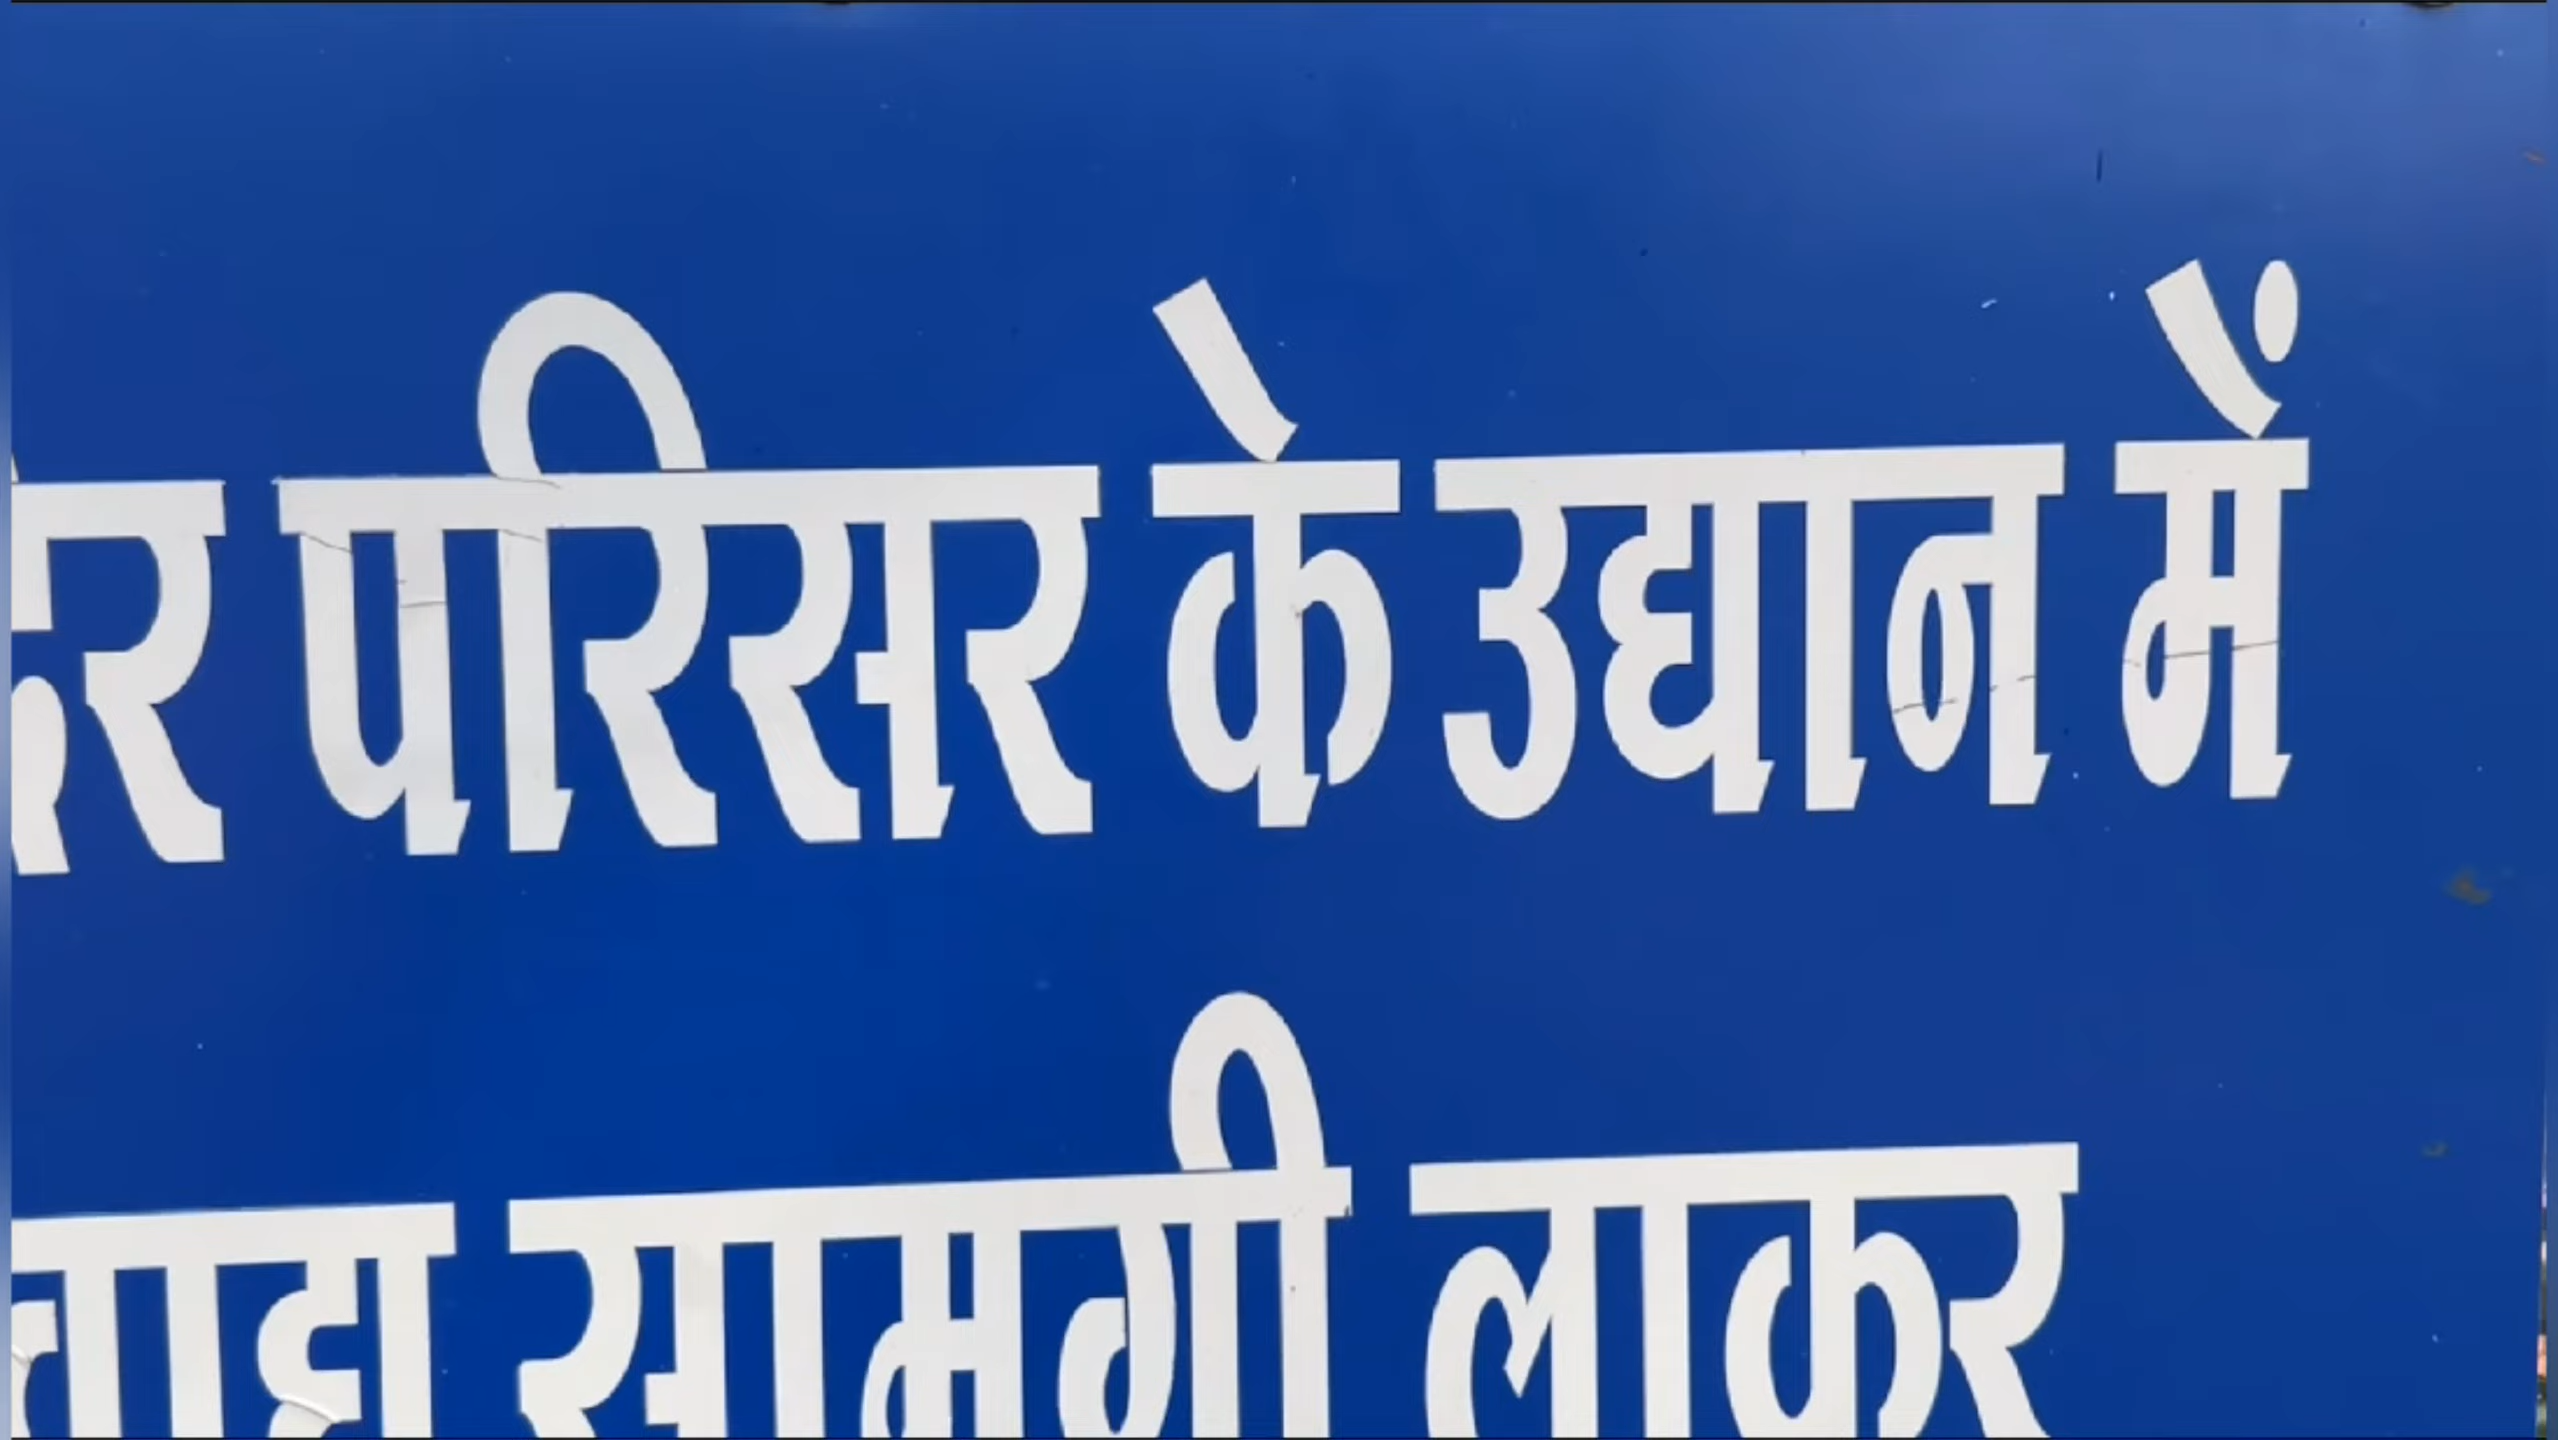 परिसर के उद्यान में
सामग्री लाकर